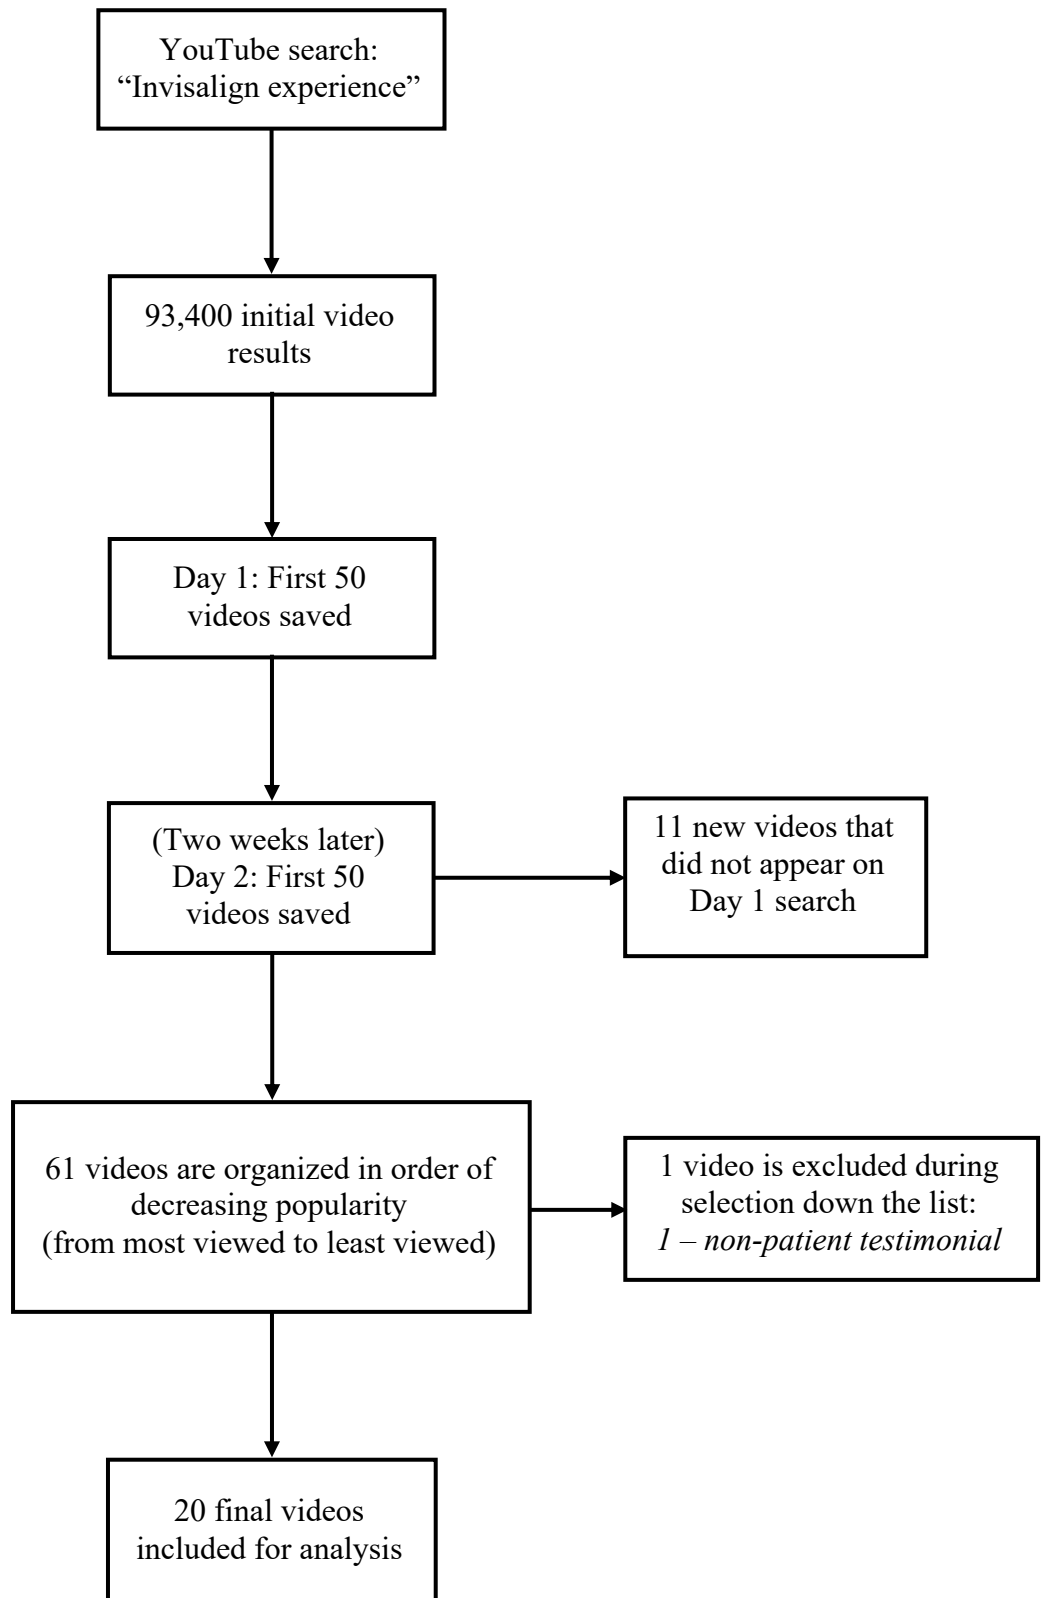 YouTube search:
“Invisalign experience”
93,400 initial video
results
Day 1: First 50
videos saved
(Two weeks later)
Day 2: First 50
videos saved
11 new videos that
did not appear on
Day 1 search
61 videos are organized in order of
decreasing popularity
(from most viewed to least viewed)
1 video is excluded during
selection down the list:
1 – non-patient testimonial
20 final videos
included for analysis